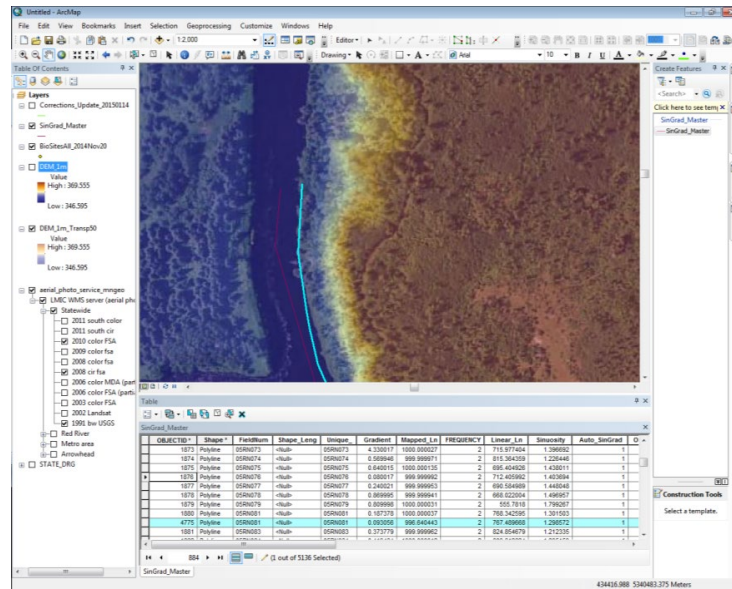 Untitled - ArcMap
File Edit View Bookmarks Insert Selection Geoprocessing Customize Windows Help
1:2,000
Editor
Drawing
Arial
10
B I U A
Table Of Contents
Layers
Corrections_Update_20150114
SinGrad_Master
BioSitesAll_2014Nov20
DEM_1m
Value
High : 369.555
Low : 346.595
DEM_1m_Transp50
Value
High : 369.555
Low : 346.595
aerial_photo_service_mngeo
LMIC WMS server (aerial pho
Statewide
2011 south color
2011 south cir
2010 color FSA
2009 color fsa
2008 color fsa
2008 cir fsa
2006 color MDA (part
2006 color FSA (parti
2003 color FSA
2002 Landsat
1991 bw USGS
Red River
Metro area
Arrowhead
STATE_DRG
Create Features
<Search>
Click here to see temp
SinGrad_Master
SinGrad_Master
Construction Tools
Select a template.
Table
SinGrad_Master
OBJECTID * Shape * FieldNum Shape_Leng Unique_ Gradient Mapped_Ln FREQUENCY Linear_Ln Sinuosity Auto_SinGrad O
1873 Polyline 05RN073 <Null> 05RN073 4.338017 1000.000027 2 715.977404 1.396692 1
1874 Polyline 05RN074 <Null> 05RN074 0.569946 999.999971 2 815.364359 1.226446 1
1875 Polyline 05RN075 <Null> 05RN075 0.640015 1000.000135 2 695.404926 1.438011 1
1876 Polyline 05RN076 <Null> 05RN076 0.080017 999.999992 2 712.405992 1.403694 1
1877 Polyline 05RN077 <Null> 05RN077 0.240021 999.999953 2 690.584989 1.448048 1
1878 Polyline 05RN078 <Null> 05RN078 0.669995 999.999941 2 668.022004 1.496957 1
1879 Polyline 05RN079 <Null> 05RN079 0.809998 1000.000031 2 555.7818 1.799267 1
1880 Polyline 05RN081 <Null> 05RN081 0.187378 1000.000037 2 768.342595 1.301503 1
4775 Polyline 05RN081 <Null> 05RN081 0.093056 996.640443 2 767.489668 1.298572 1
1881 Polyline 05RN083 <Null> 05RN083 0.373779 999.999962 2 824.854679 1.212335 1
884 (1 out of 5136 Selected)
SinGrad_Master
434416.988 5340483.375 Meters